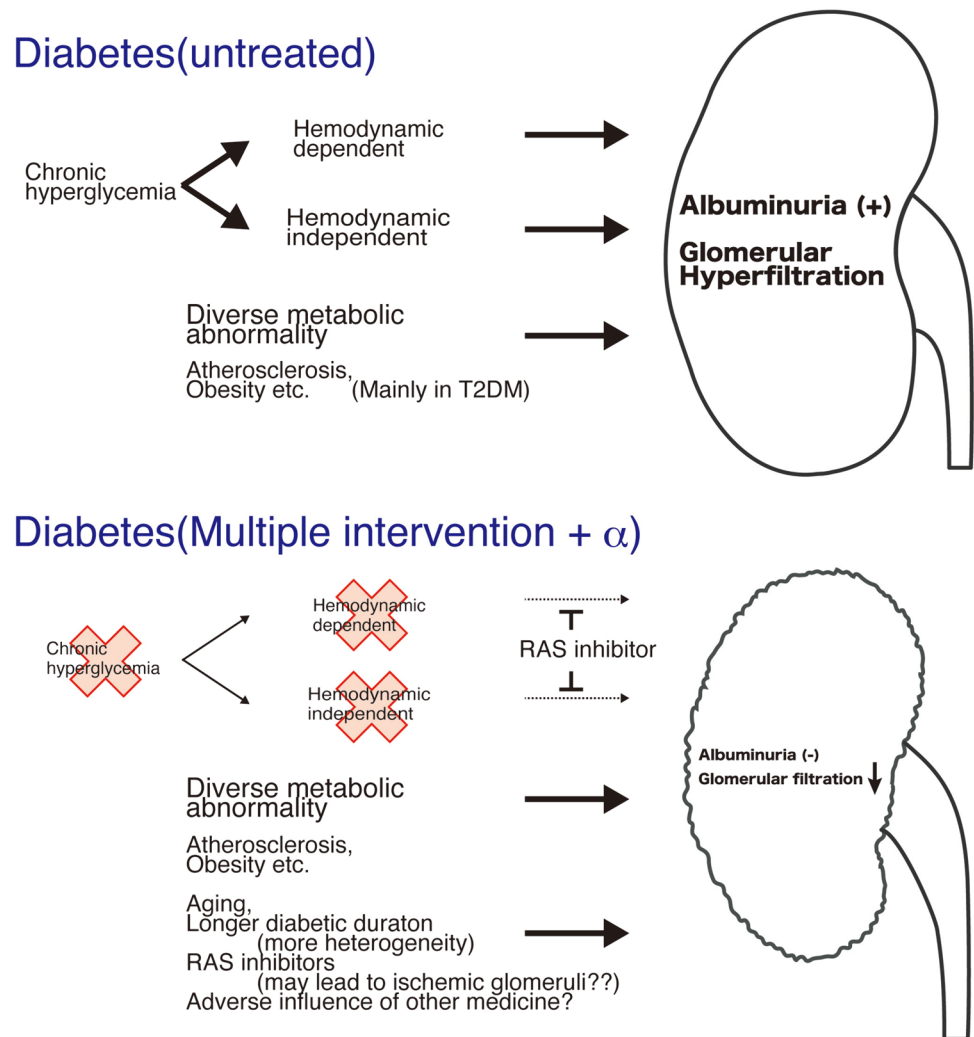 Diabetes(untreated)
Chronic
hyperglycemia
Hemodynamic
dependent
Hemodynamic
independent
Diverse metabolic
abnormality
Atherosclerosis,
Obesity etc. (Mainly in T2DM)
Albuminuria (+)
Glomerular
Hyperfiltration
Diabetes(Multiple intervention + α)
Chronic
hyperglycemia
Hemodynamic
dependent
Hemodynamic
independent
RAS inhibitor
Diverse metabolic
abnormality
Atherosclerosis,
Obesity etc.
Aging,
Longer diabetic duraton
(more heterogeneity)
RAS inhibitors
(may lead to ischemic glomeruli??)
Adverse influence of other medicine?
Albuminuria (-)
Glomerular filtration